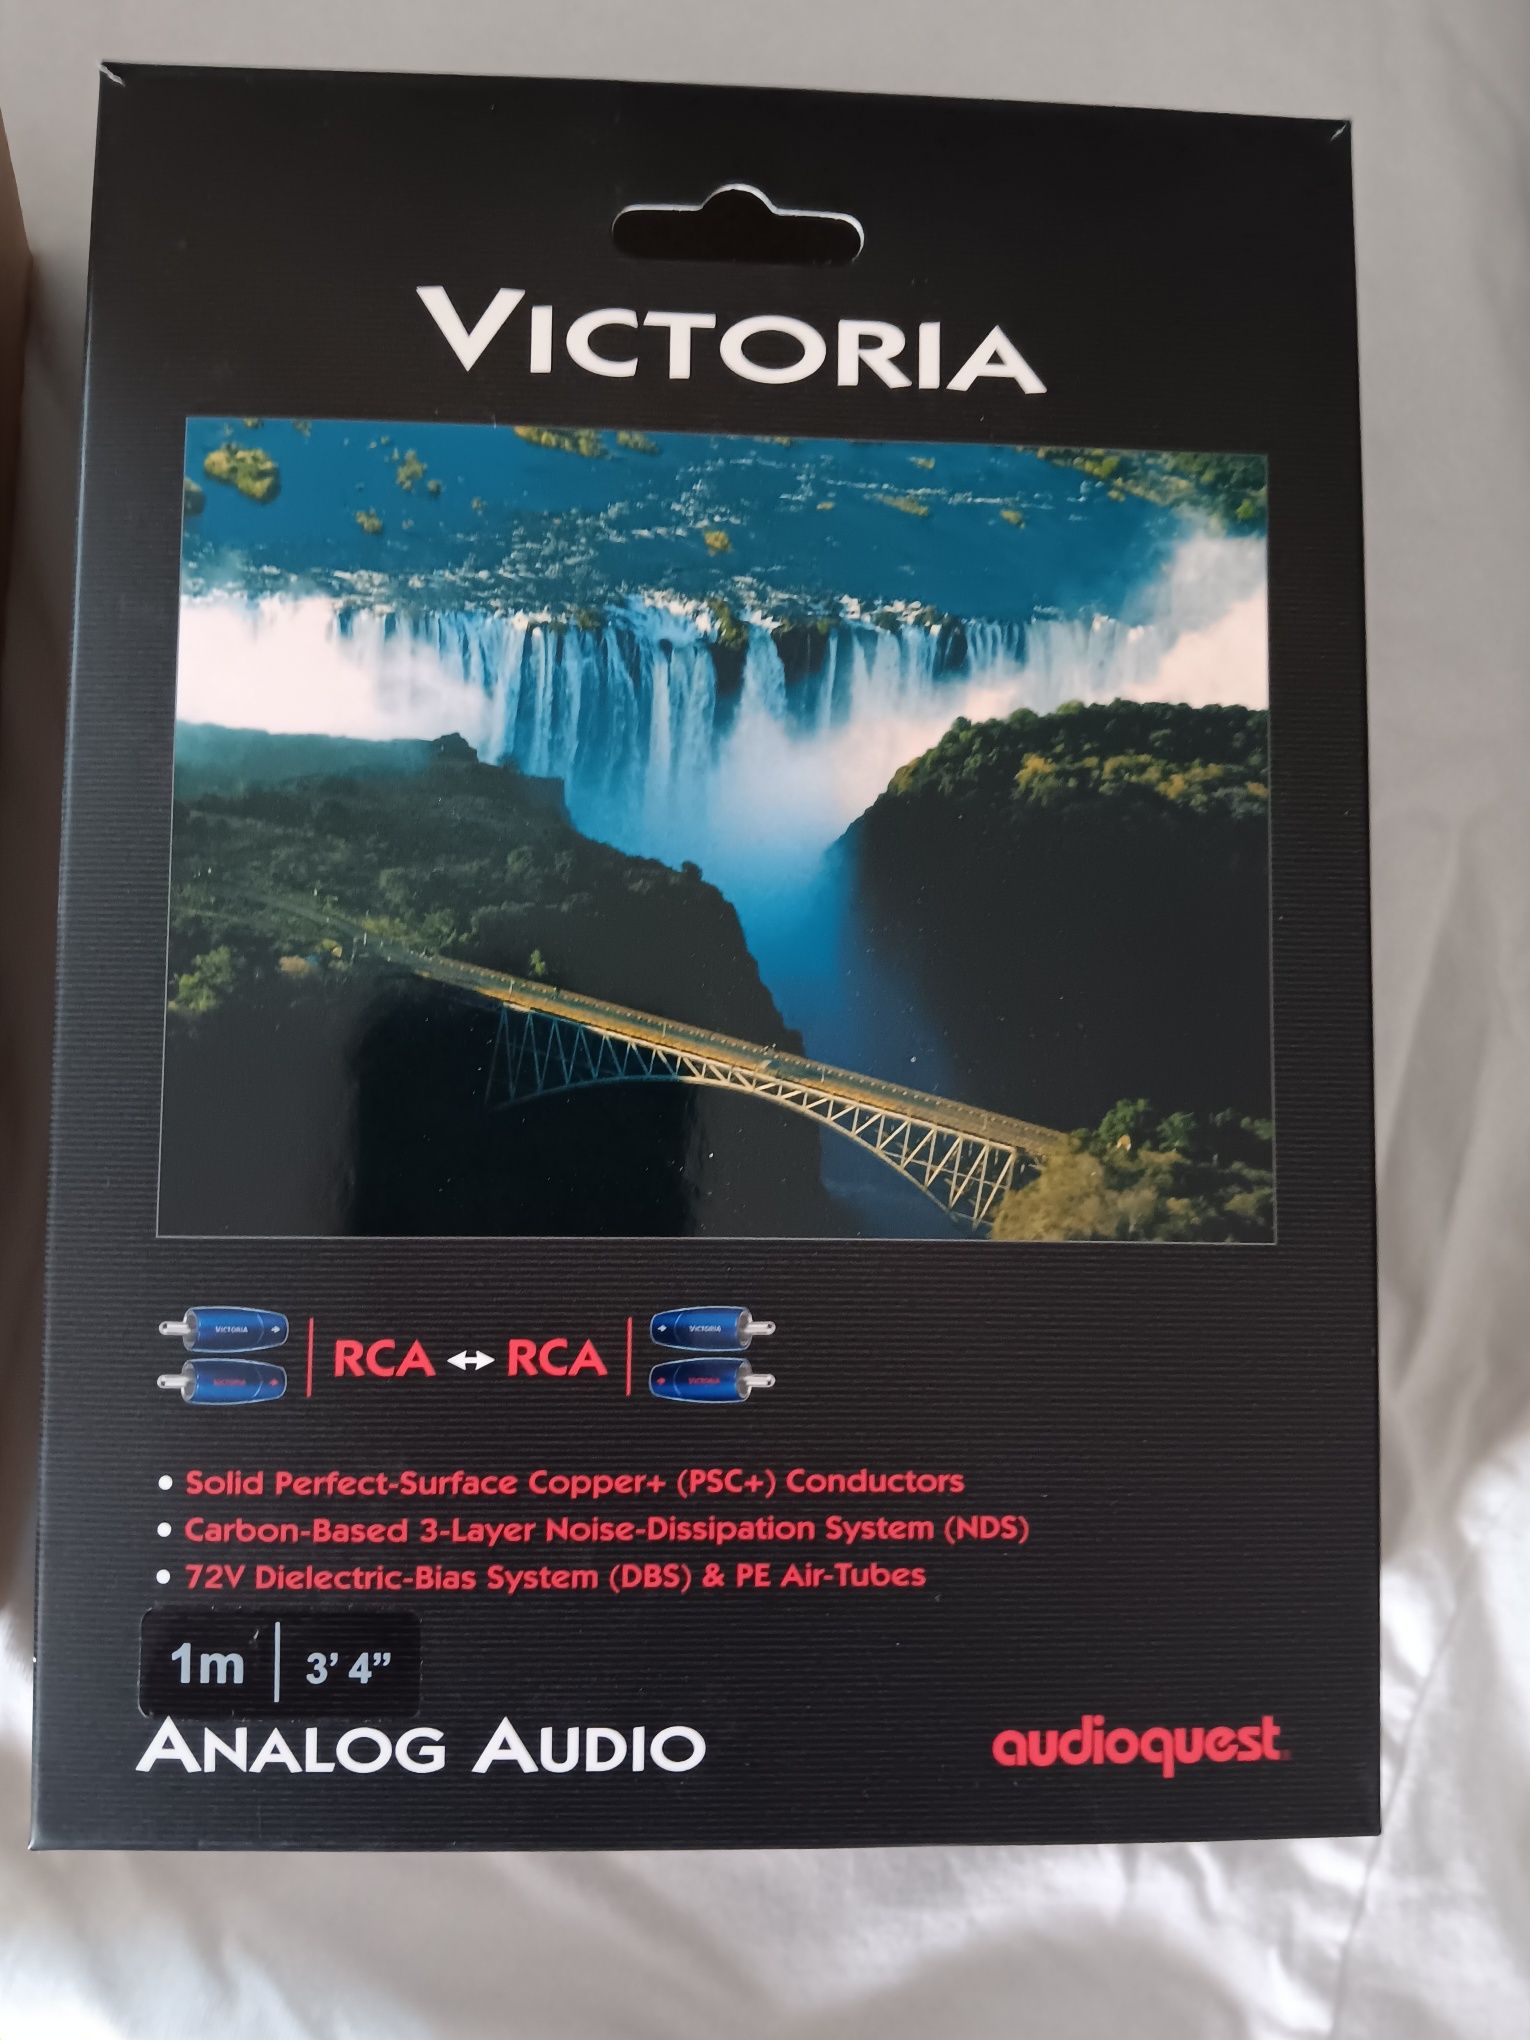 VICTORIA
VICTORIA
VICTORIA
RCA ↔ RCA
VICTORIA
VICTORIA
• Solid Perfect-Surface Copper+ (PSC+) Conductors
• Carbon-Based 3-Layer Noise-Dissipation System (NDS)
• 72V Dielectric-Bias System (DBS) & PE Air-Tubes
1m | 3' 4”
ANALOG AUDIO
audioquest